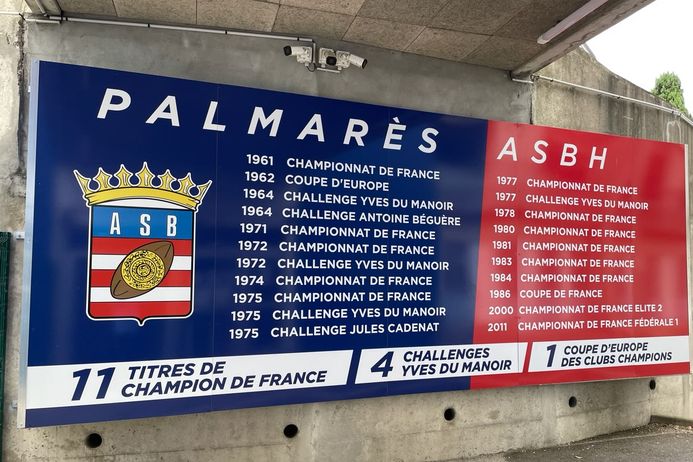 PALMARÈS ASBH
ASB
1961 CHAMPIONNAT DE FRANCE
1962 COUPE D'EUROPE
1964 CHALLENGE YVES DU MANOIR
1964 CHALLENGE ANTOINE BÉGUÈRE
1971 CHAMPIONNAT DE FRANCE
1972 CHAMPIONNAT DE FRANCE
1972 CHALLENGE YVES DU MANOIR
1974 CHAMPIONNAT DE FRANCE
1975 CHAMPIONNAT DE FRANCE
1975 CHALLENGE YVES DU MANOIR
1975 CHALLENGE JULES CADENAT
1977 CHAMPIONNAT DE FRANCE
1977 CHALLENGE YVES DU MANOIR
1978 CHAMPIONNAT DE FRANCE
1980 CHAMPIONNAT DE FRANCE
1981 CHAMPIONNAT DE FRANCE
1983 CHAMPIONNAT DE FRANCE
1984 CHAMPIONNAT DE FRANCE
1986 COUPE DE FRANCE
2000 CHAMPIONNAT DE FRANCE ELITE 2
2011 CHAMPIONNAT DE FRANCE FÉDÉRALE 1
11 TITRES DE
CHAMPION DE FRANCE
4 CHALLENGES
YVES DU MANOIR
1 COUPE D'EUROPE
DES CLUBS CHAMPIONS